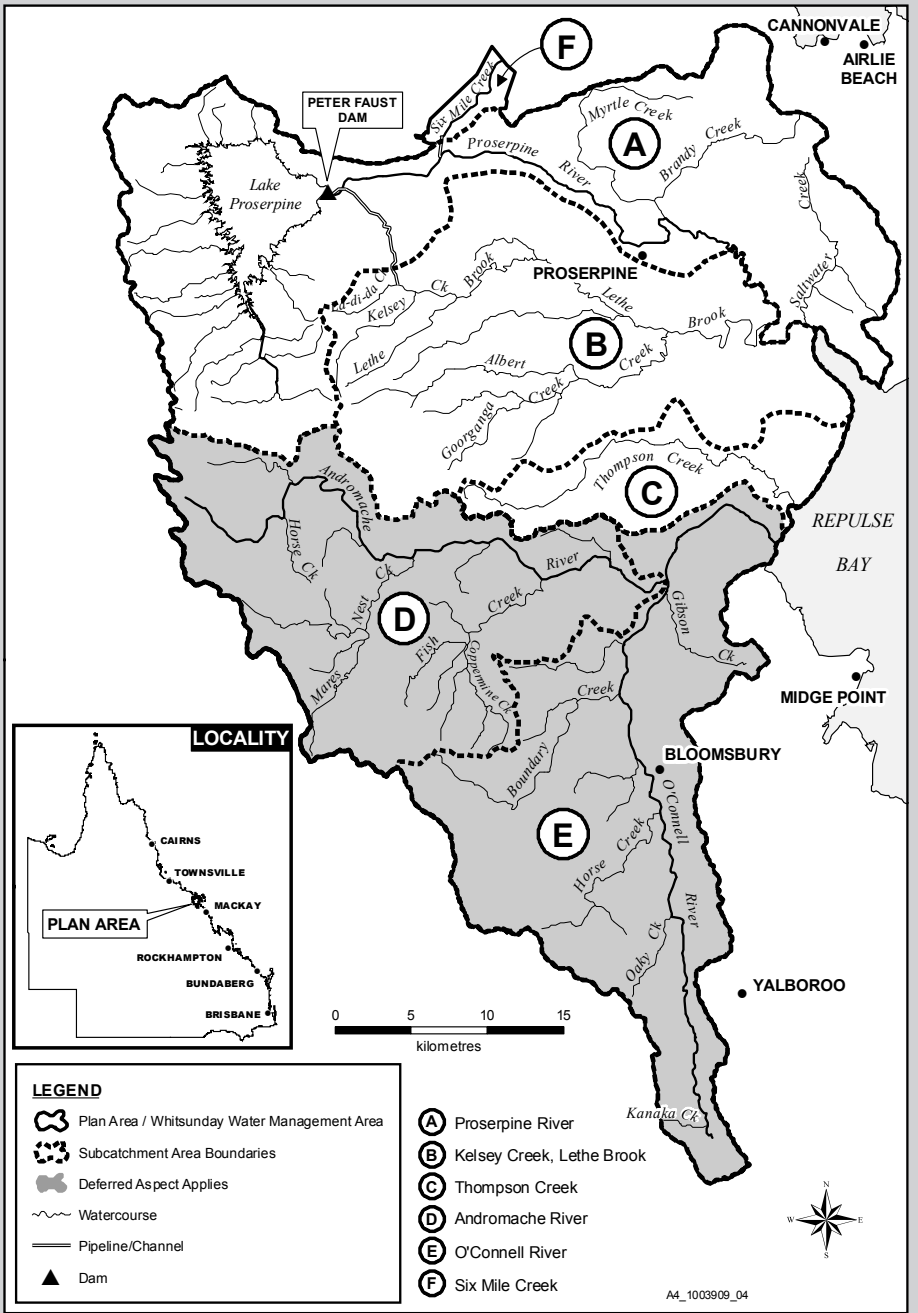 CANNONVALE
AIRLIE
BEACH
F
Six Mile Creek
PETER FAUST
DAM
Myrtle Creek
A
Brandy Creek
Proserpine
River
Lake
Proserpine
Creek
Saltwater
PROSERPINE
Brook
Ck
Kelsey
Lethe
Brook
Lethe
B
Albert
Creek
Creek
Goorganga
Thompson Creek
C
Andromache
REPULSE
BAY
Horse Ck
River
Ck
Nest
Mares
D
Creek
Fish
Coppermine Ck
Gibson
Ck
MIDGE POINT
Creek
Boundary
BLOOMSBURY
O'Connell
River
E
Horse Creek
Oaky Ck
YALBOROO
Kanaka Ck
LOCALITY
CAIRNS
TOWNSVILLE
MACKAY
PLAN AREA
ROCKHAMPTON
BUNDABERG
BRISBANE
0 5 10 15
kilometres
LEGEND
Plan Area / Whitsunday Water Management Area
Subcatchment Area Boundaries
Deferred Aspect Applies
Watercourse
Pipeline/Channel
Dam
A Proserpine River
B Kelsey Creek, Lethe Brook
C Thompson Creek
D Andromache River
E O'Connell River
F Six Mile Creek
N
W E
S
A4_1003909_04